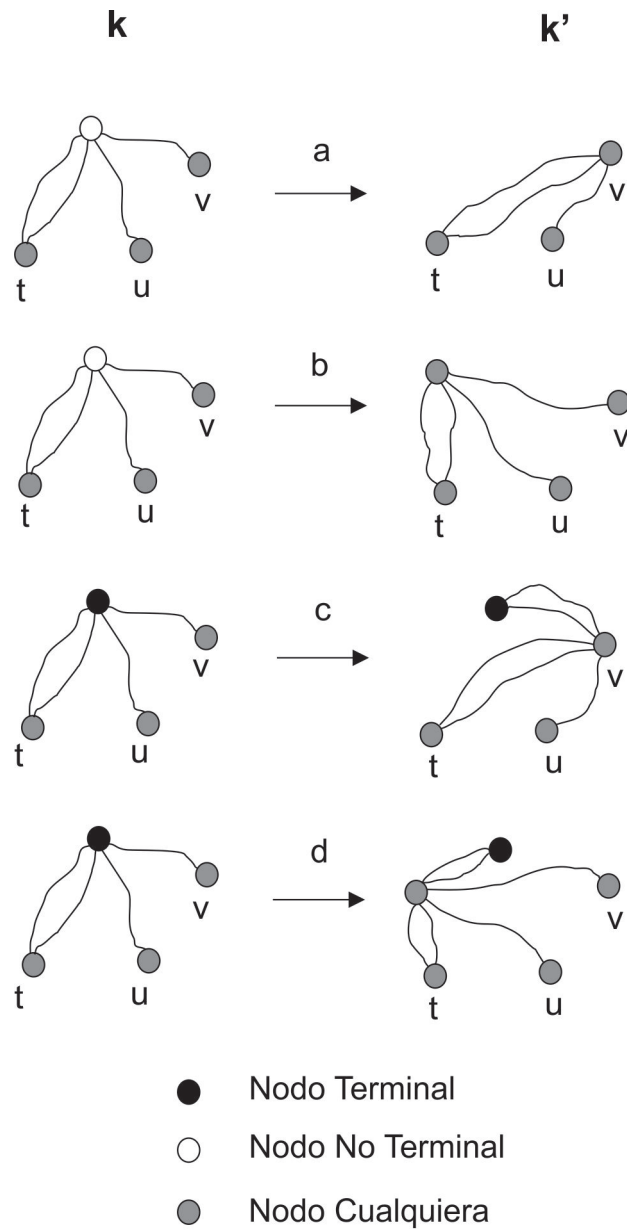 k k’
a
v v
t u t u
b
v v
t u t u
c
v v
t u t u
d
v v
t u t u
Nodo Terminal
Nodo No Terminal
Nodo Cualquiera